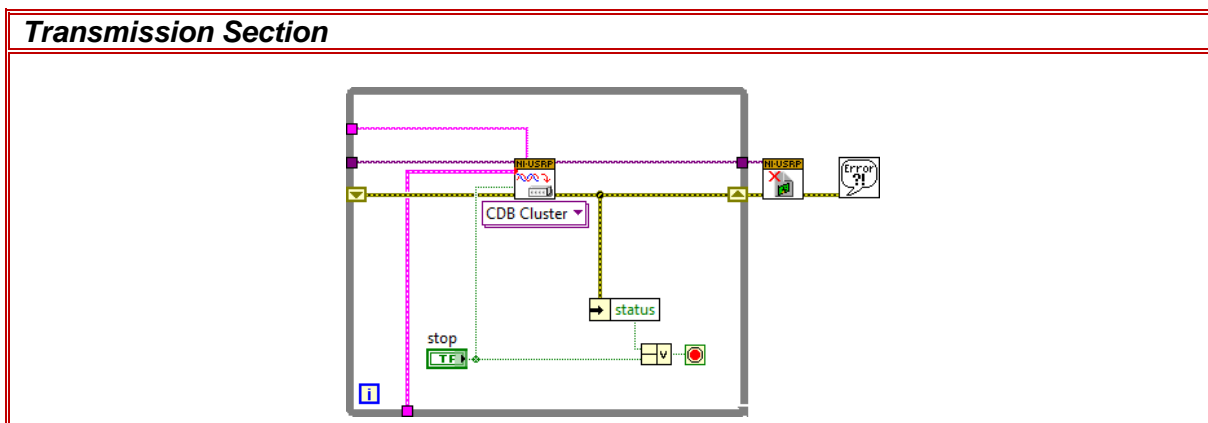 Transmission Section
NI-USRP
NI-USRP
Error
?!
CDB Cluster
status
stop
TF
V
i